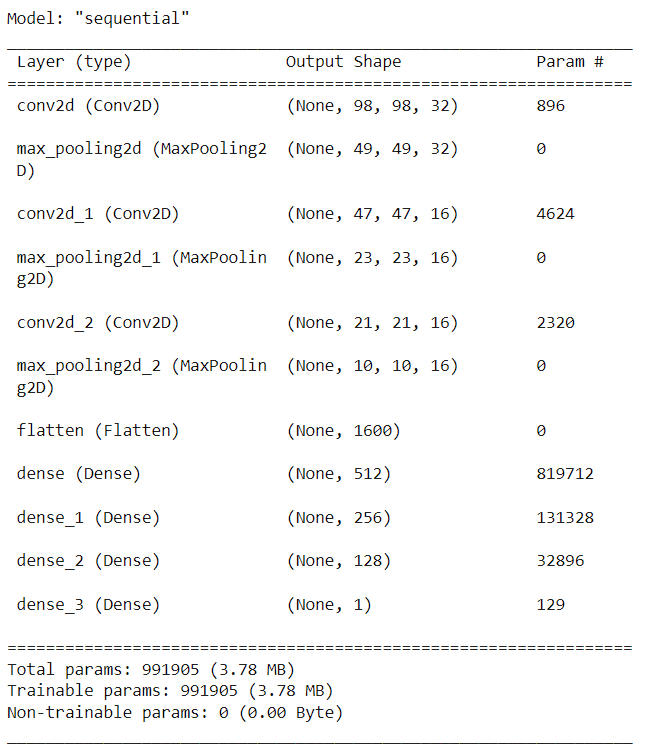 Model: "sequential"
_________________________________________________________________
Layer (type) Output Shape Param #
=================================================================
conv2d (Conv2D) (None, 98, 98, 32) 896
max_pooling2d (MaxPooling2 (None, 49, 49, 32) 0
D)
conv2d_1 (Conv2D) (None, 47, 47, 16) 4624
max_pooling2d_1 (MaxPoolin (None, 23, 23, 16) 0
g2D)
conv2d_2 (Conv2D) (None, 21, 21, 16) 2320
max_pooling2d_2 (MaxPoolin (None, 10, 10, 16) 0
g2D)
flatten (Flatten) (None, 1600) 0
dense (Dense) (None, 512) 819712
dense_1 (Dense) (None, 256) 131328
dense_2 (Dense) (None, 128) 32896
dense_3 (Dense) (None, 1) 129
=================================================================
Total params: 991905 (3.78 MB)
Trainable params: 991905 (3.78 MB)
Non-trainable params: 0 (0.00 Byte)
_________________________________________________________________